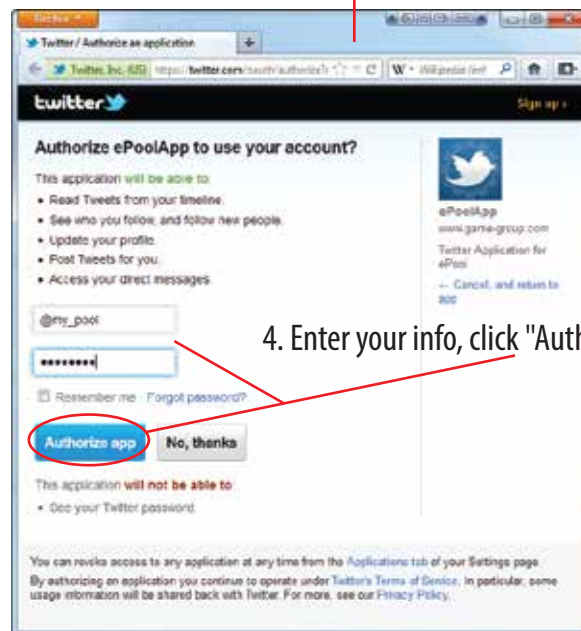 Firefox
Twitter / Authorize an application
Twitter, Inc. (US) https://twitter.com/oauth/authorize? W - Wikipedia (en)
twitter
Sign up ›
Authorize ePoolApp to use your account?
This application will be able to:
• Read Tweets from your timeline.
• See who you follow, and follow new people.
• Update your profile.
• Post Tweets for you.
• Access your direct messages
@my_pool
Remember me · Forgot password?
Authorize app
No, thanks
This application will not be able to:
• See your Twitter password.
ePoolApp
www.game-group.com
Twitter Application for
ePool
← Cancel, and return to
app
4. Enter your info, click "Auth
You can revoke access to any application at any time from the Applications tab of your Settings page.
By authorizing an application you continue to operate under Twitter's Terms of Service. In particular, some
usage information will be shared back with Twitter. For more, see our Privacy Policy.